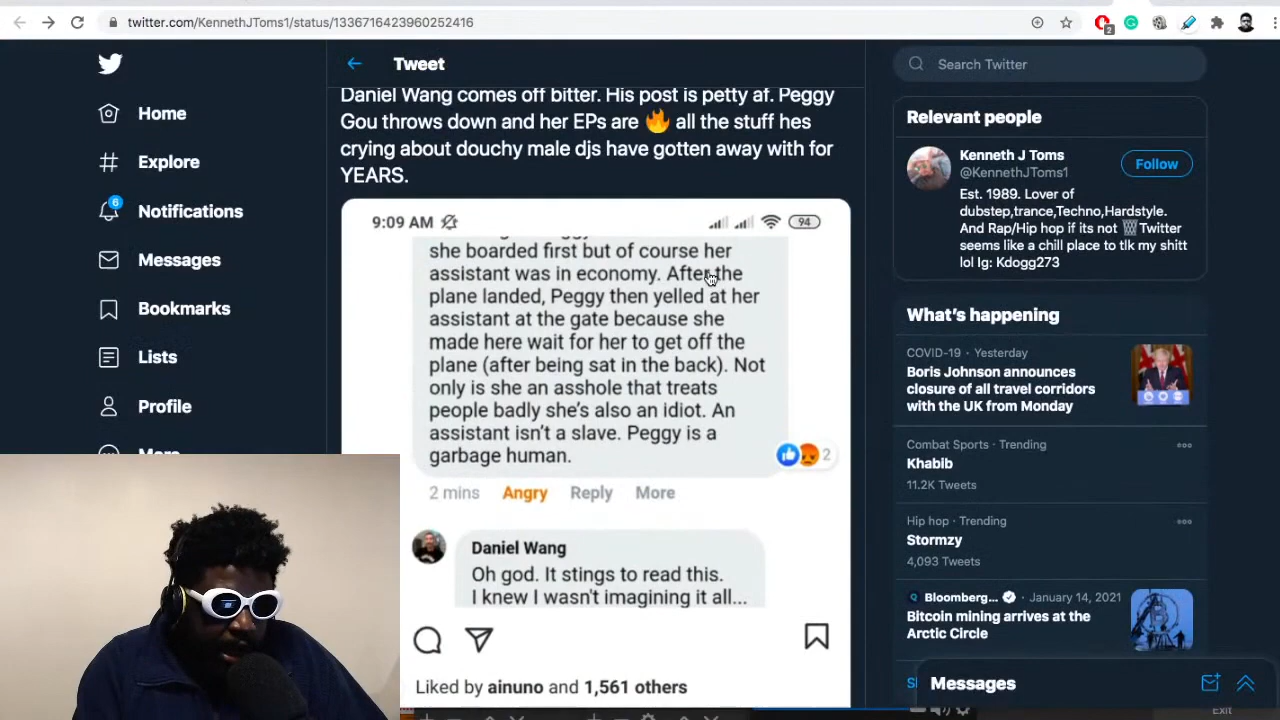 twitter.com/KennethJToms1/status/1336716423960252416
2
Home
Explore
6
Notifications
Messages
Bookmarks
Lists
Profile
Tweet
Daniel Wang comes off bitter. His post is petty af. Peggy
Gou throws down and her EPs are 🔥 all the stuff hes
crying about douchy male djs have gotten away with for
YEARS.
9:09 AM
94
she boarded first but of course her
assistant was in economy. After the
plane landed, Peggy then yelled at her
assistant at the gate because she
made here wait for her to get off the
plane (after being sat in the back). Not
only is she an asshole that treats
people badly she's also an idiot. An
assistant isn't a slave. Peggy is a
garbage human.
2
2 mins Angry Reply More
Daniel Wang
Oh god. It stings to read this.
I knew I wasn't imagining it all...
Liked by ainuno and 1,561 others
Search Twitter
Relevant people
Kenneth J Toms
@KennethJToms1
Follow
Est. 1989. Lover of
dubstep,trance,Techno,Hardstyle.
And Rap/Hip hop if its not 🗑Twitter
seems like a chill place to tlk my shitt
lol Ig: Kdogg273
What's happening
COVID-19 · Yesterday
Boris Johnson announces
closure of all travel corridors
with the UK from Monday
Combat Sports · Trending
Khabib
11.2K Tweets
Hip hop · Trending
Stormzy
4,093 Tweets
Bloomberg... · January 14, 2021
Bitcoin mining arrives at the
Arctic Circle
Messages
Exit